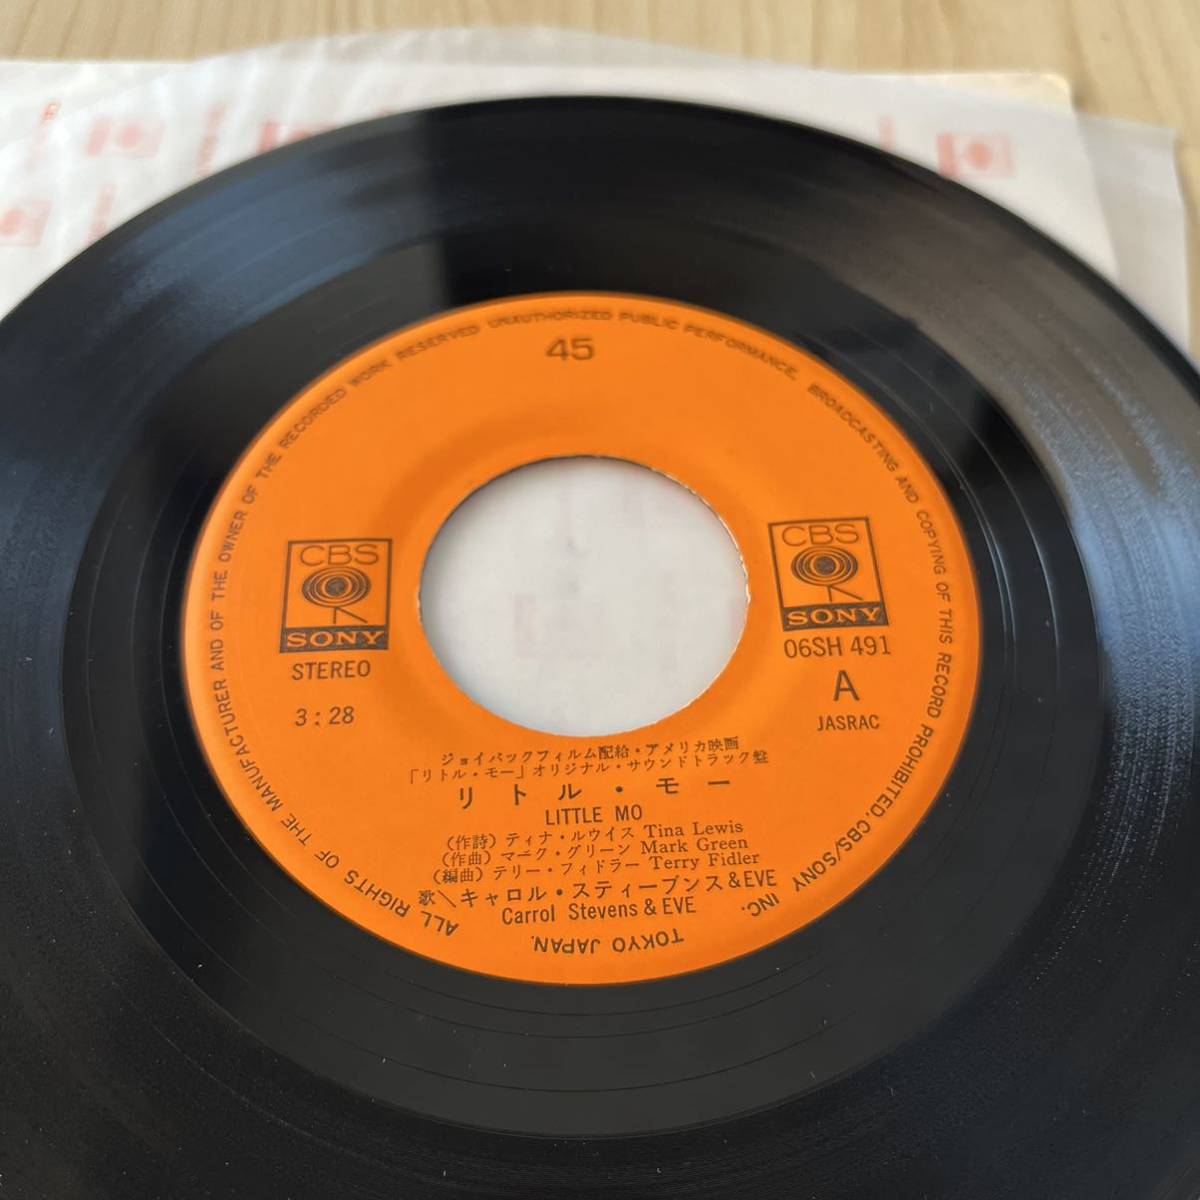 45
ALL RIGHTS OF THE MANUFACTURER AND OF THE OWNER OF THE RECORDED WORK RESERVED UNAUTHORIZED PUBLIC PERFORMANCE, BROADCASTING AND COPYING OF THIS RECORD PROHIBITED. CBS/SONY INC. TOKYO JAPAN.
CBS
SONY
STEREO
3:28
CBS
SONY
06SH 491
A
JASRAC
ジョイパックフィルム配給・アメリカ映画
「リトル・モー」オリジナル・サウンドトラック盤
リトル・モー
LITTLE MO
(作詩) ティナ・ルウイス Tina Lewis
(作曲) マーク・グリーン Mark Green
(編曲) テリー・フィドラー Terry Fidler
歌＼キャロル・スティーブンス&EVE
Carrol Stevens & EVE